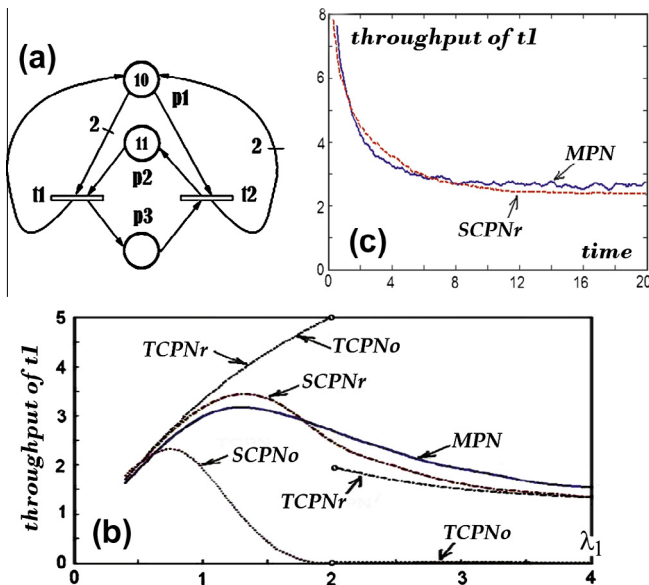 (a)
10
p1
2
11
2
p2
t1
t2
p3
throughput of t1
8
6
4
2
0
MPN
SCPNr
(c)
time
0
4
8
12
16
20
throughput of t1
5
4
3
2
1
0
TCPNr
TCPNo
SCPNr
SCPNo
MPN
TCPNr
TCPNo
(b)
λ1
0
1
2
3
4